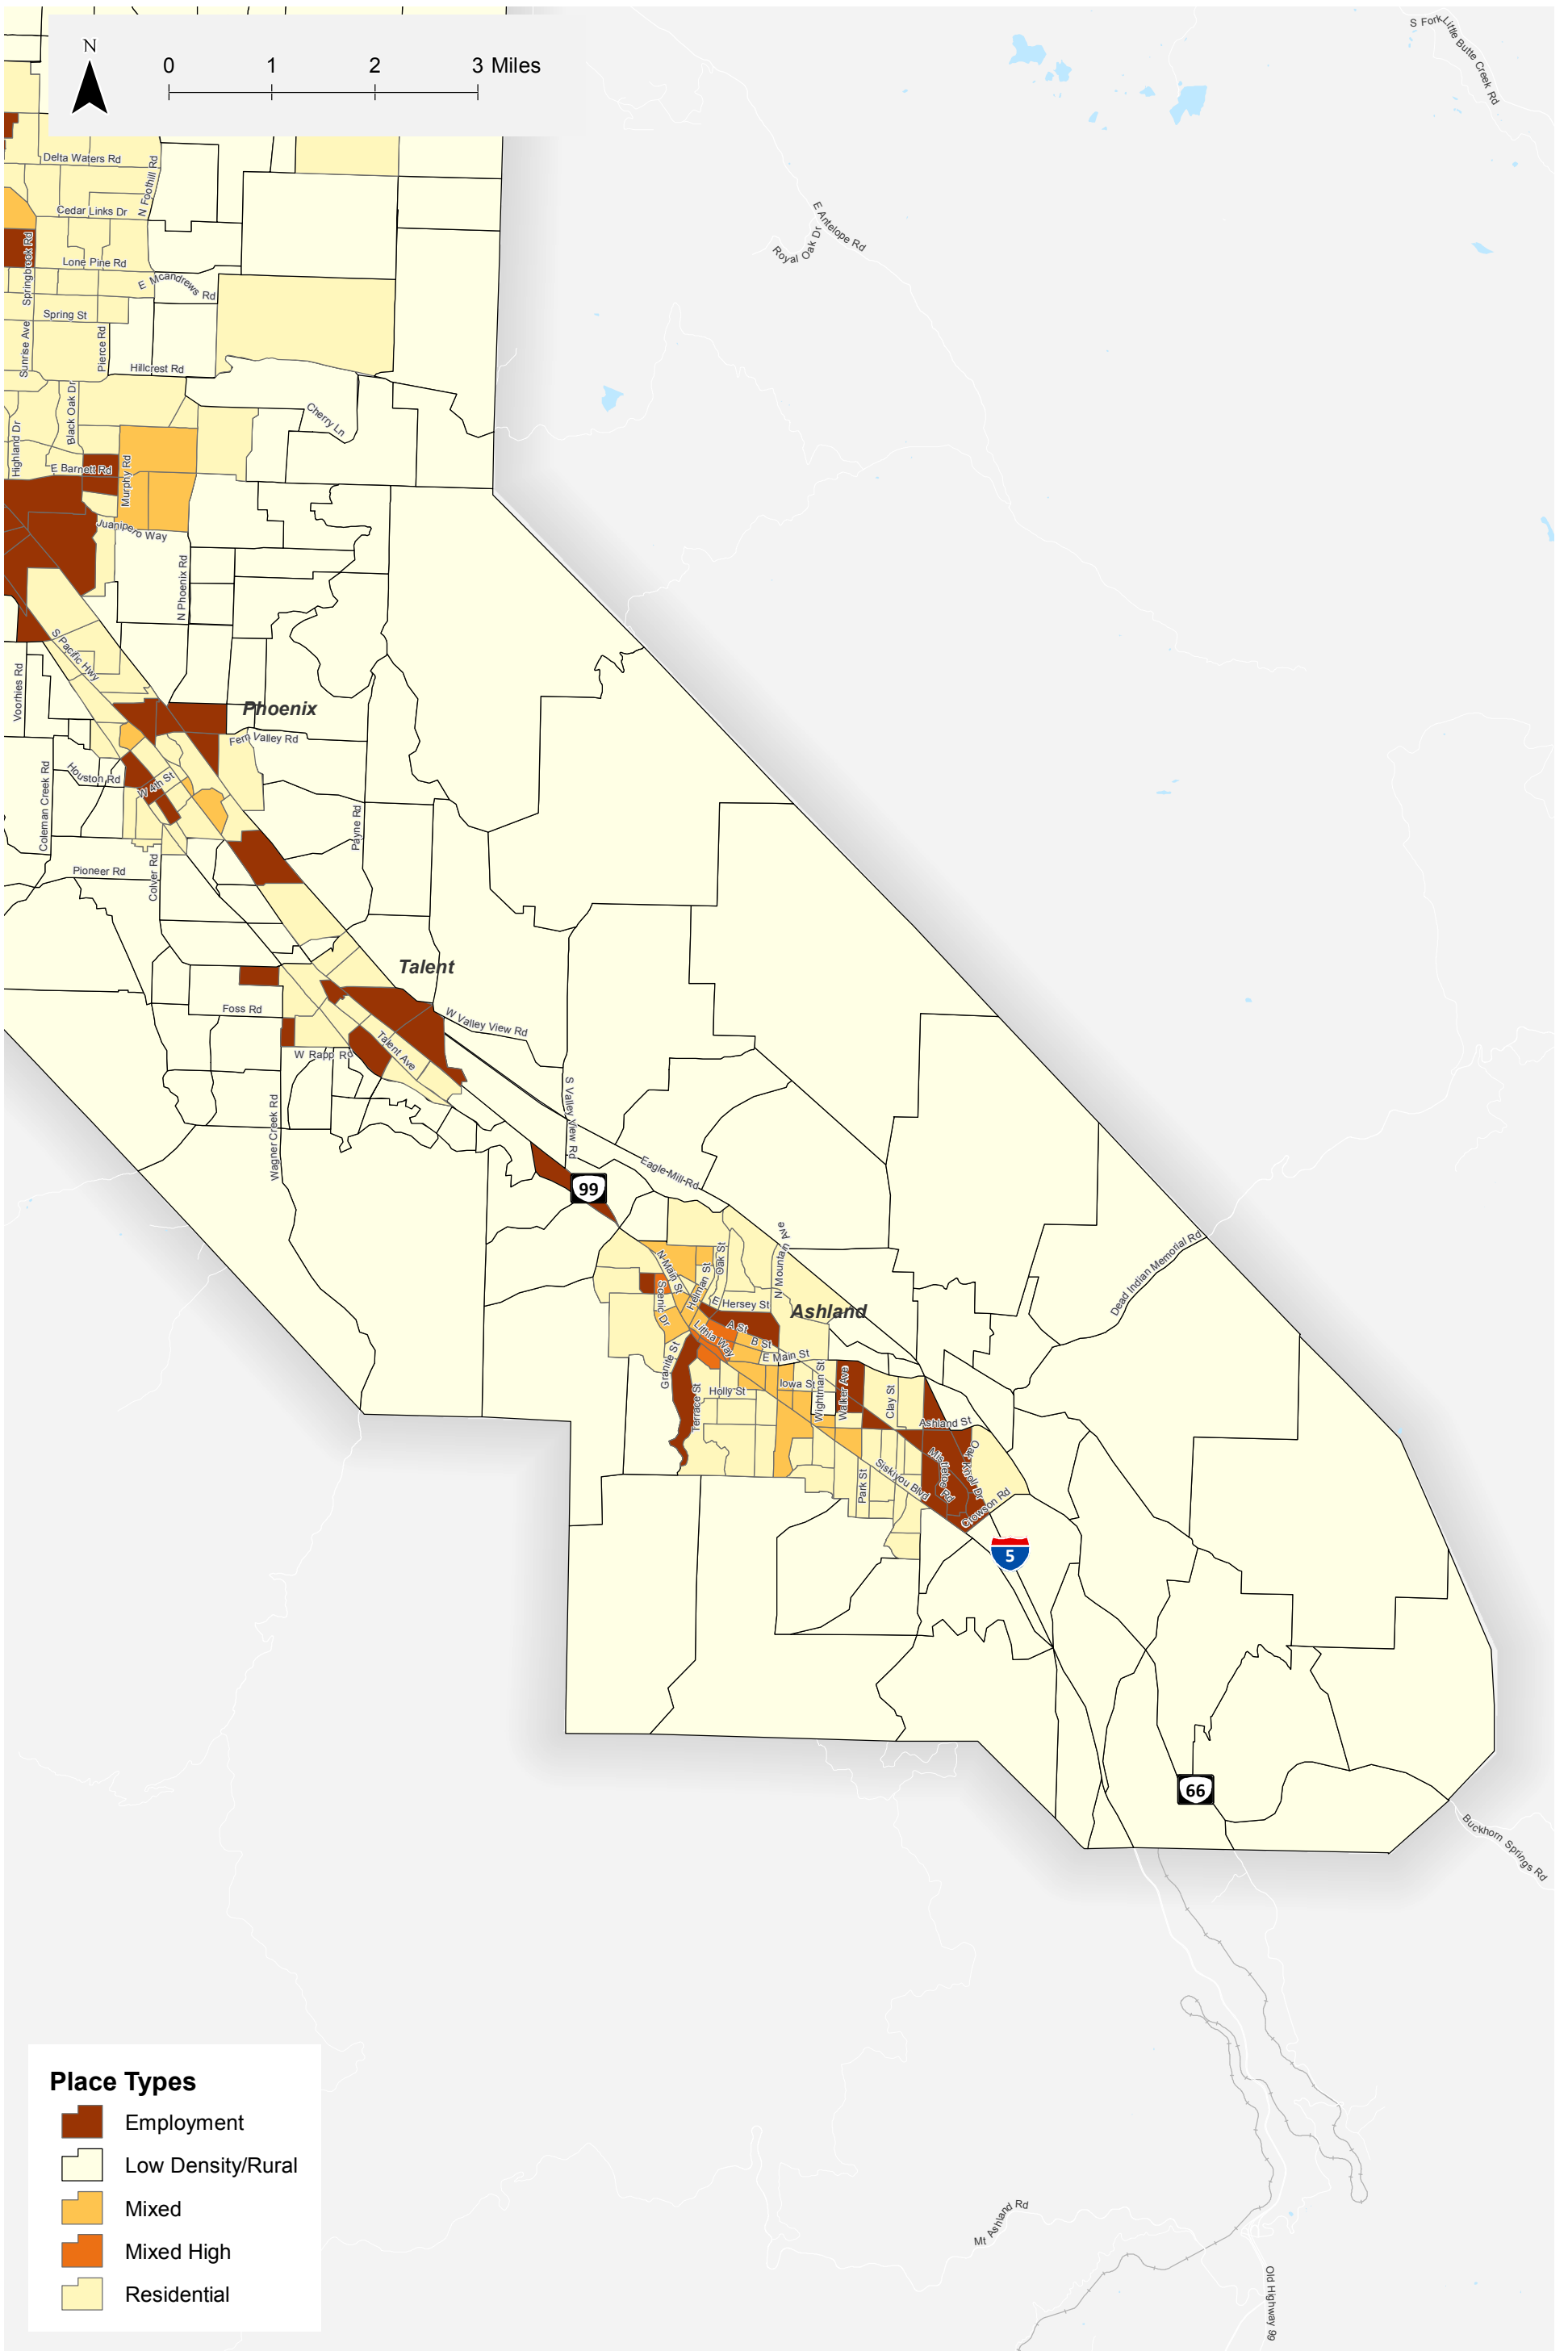 N
0 1 2 3 Miles
S Fork Little Butte Creek Rd
Delta Waters Rd
N Foothill Rd
Cedar Links Dr
E Antelope Rd
Royal Oak Dr
Springbrook Rd
Lone Pine Rd
E Mcandrews Rd
Spring St
Sunrise Ave
Pierce Rd
Hillcrest Rd
Black Oak Dr
Cherry Ln
Highland Dr
E Barnett Rd
Murphy Rd
Juanipero Way
N Phoenix Rd
S Pacific Hwy
Voorhies Rd
Phoenix
Fern Valley Rd
Houston Rd
W 4th St
Coleman Creek Rd
Payne Rd
Pioneer Rd
Colver Rd
Talent
Foss Rd
W Valley View Rd
W Rapp Rd
Talent Ave
Wagner Creek Rd
S Valley View Rd
Eagle Mill Rd
99
N Mountain Ave
Oak St
N Main St
Helman St
Scenic Dr
E Hersey St
Ashland
Dead Indian Memorial Rd
A St
Lithia Way
B St
E Main St
Granite St
Iowa St
Holly St
Terrace St
Wightman St
Walker Ave
Clay St
Ashland St
Oak Knoll Dr
Mistletoe Rd
Siskiyou Blvd
Park St
Crowson Rd
5
66
Buckhorn Springs Rd
Mt Ashland Rd
Old Highway 99
Place Types
Employment
Low Density/Rural
Mixed
Mixed High
Residential